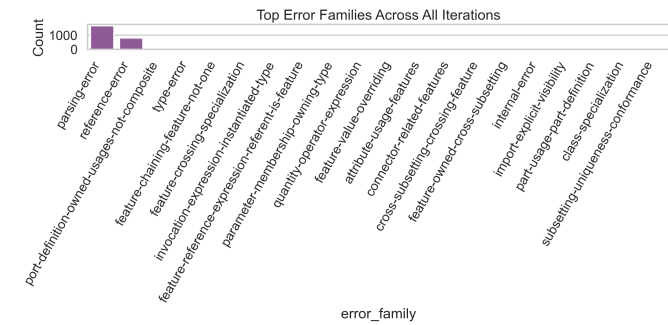 Top Error Families Across All Iterations
Count
1000
0
parsing-error
reference-error
port-definition-owned-usages-not-composite
type-error
feature-chaining-feature-not-one
feature-crossing-specialization
invocation-expression-instantiated-type
feature-reference-expression-referent-is-feature
parameter-membership-owning-type
quantity-operator-expression
feature-value-overriding
attribute-usage-features
connector-related-features
cross-subsetting-crossing-feature
feature-owned-cross-subsetting
internal-error
import-explicit-visibility
part-usage-part-definition
class-specialization
subsetting-uniqueness-conformance
error_family